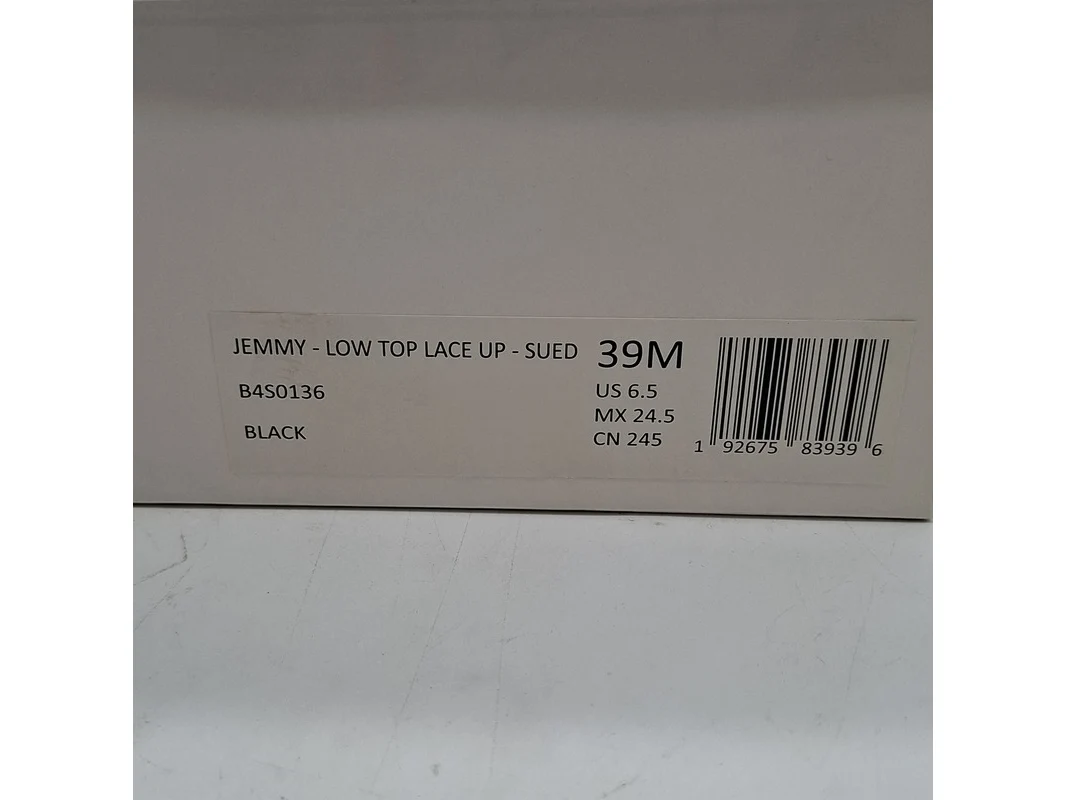 JEMMY - LOW TOP LACE UP - SUED
B4S0136
BLACK
39M
US 6.5
MX 24.5
CN 245
1 92675 83939 6